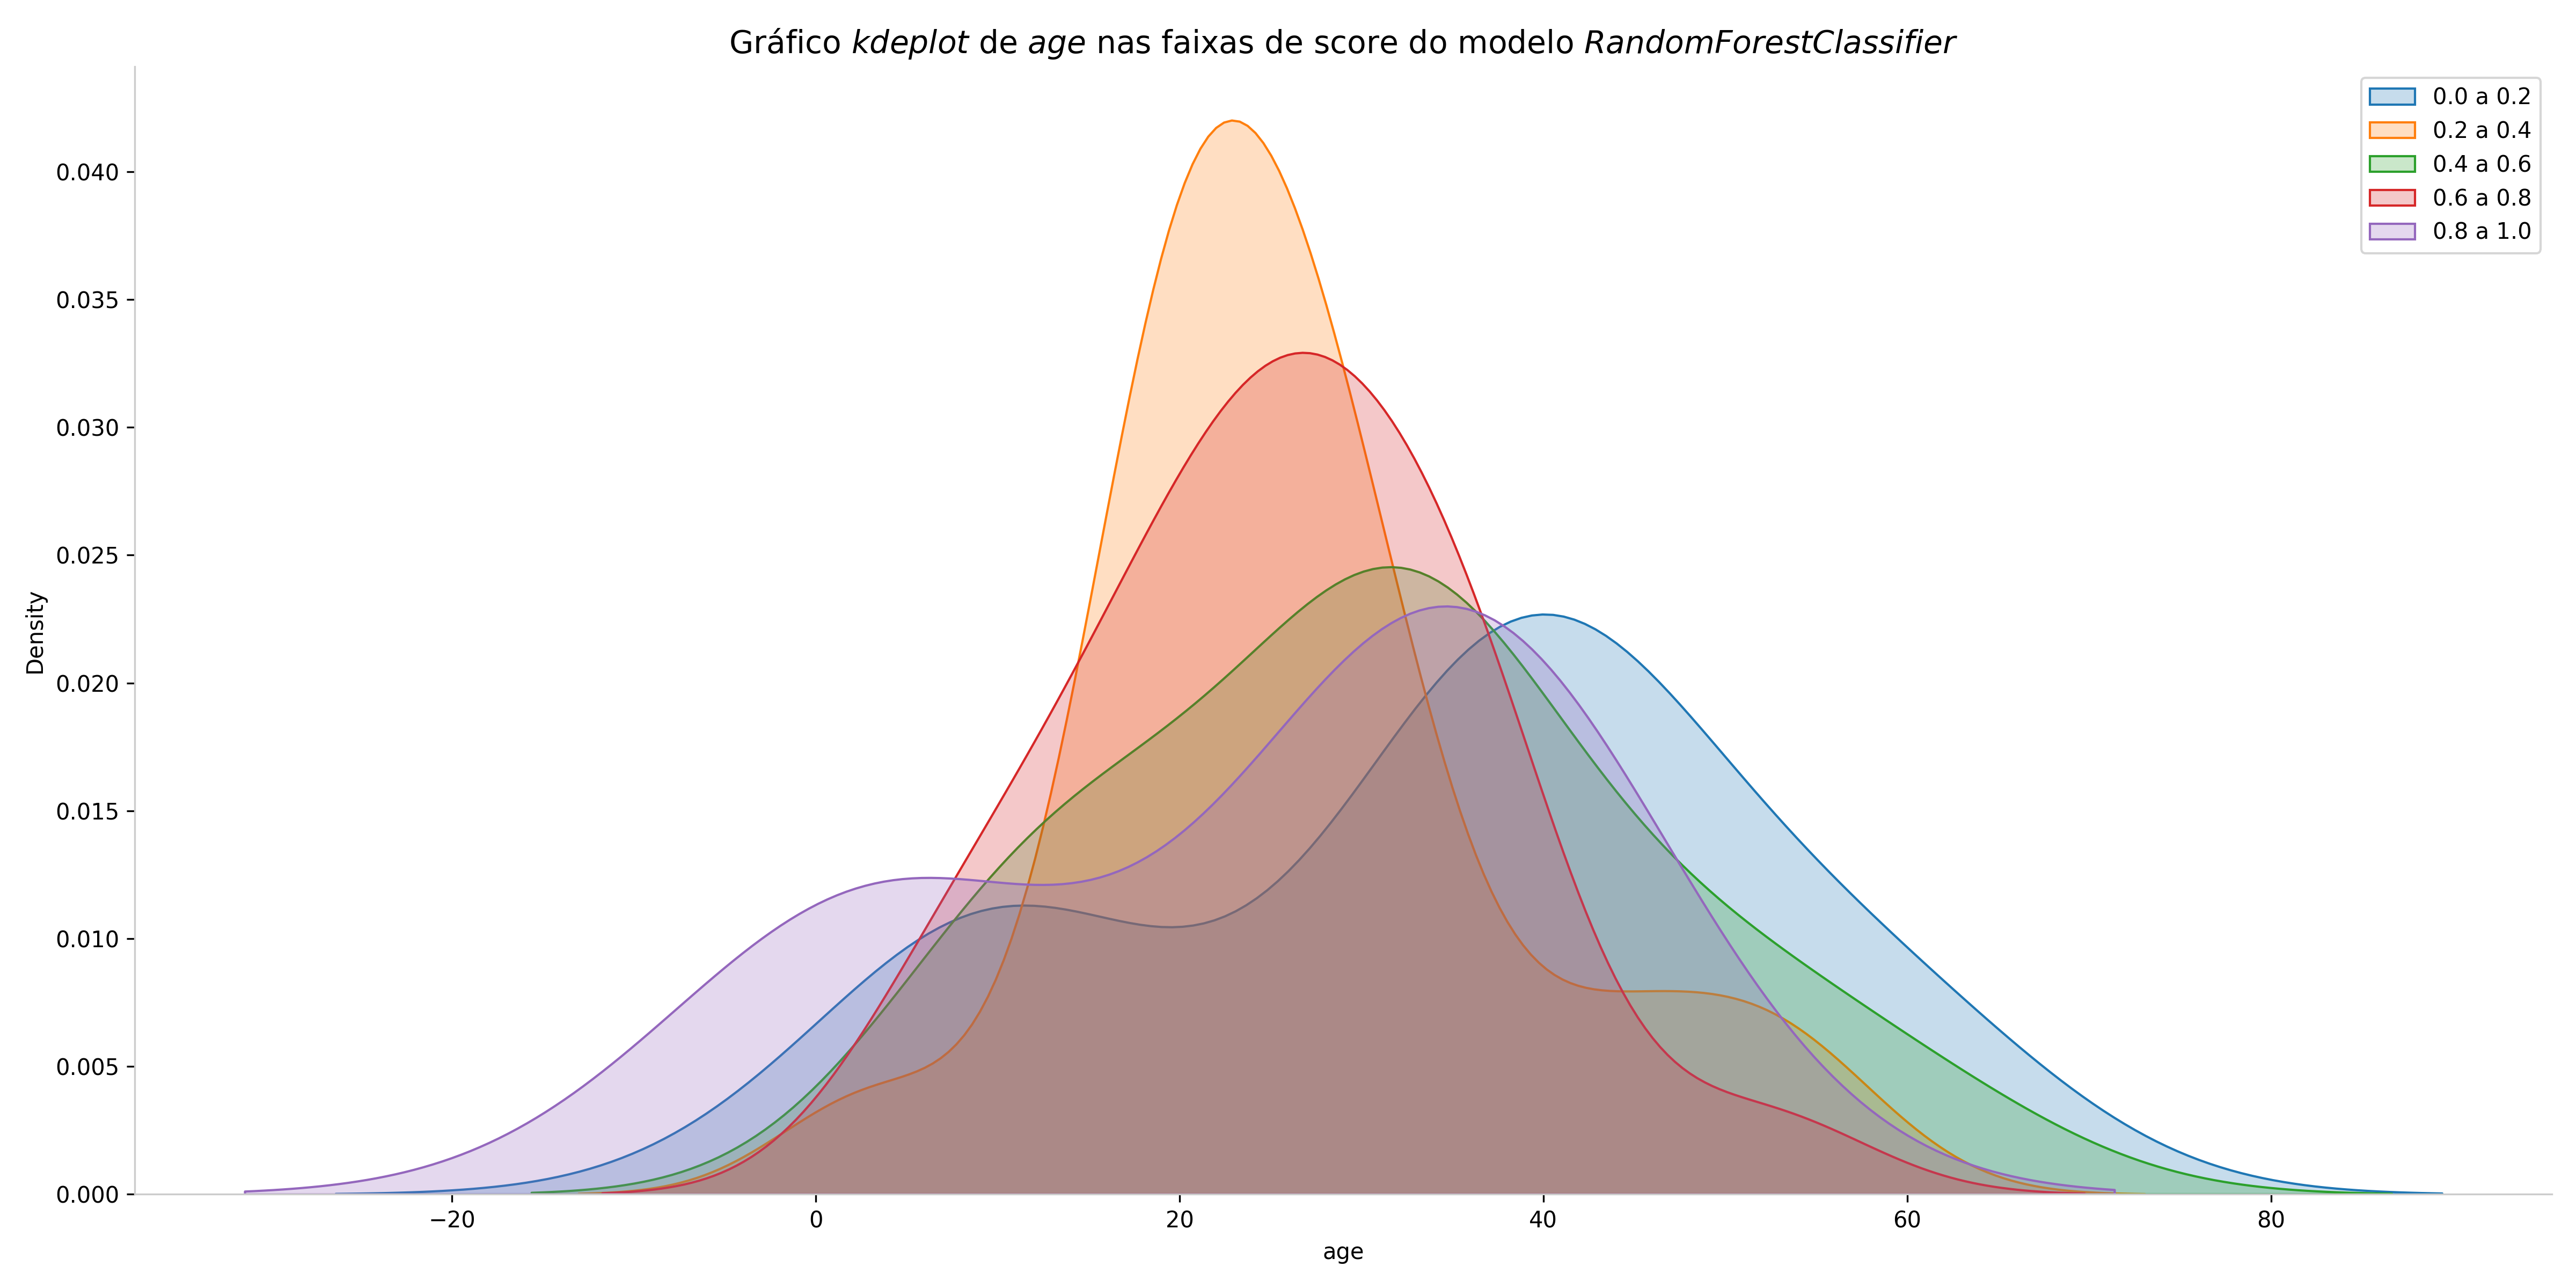 Gráfico kdeplot de age nas faixas de score do modelo RandomForestClassifier
0.0 a 0.2
0.2 a 0.4
0.4 a 0.6
0.6 a 0.8
0.8 a 1.0
0.040
0.035
0.030
0.025
0.020
0.015
0.010
0.005
0.000
Density
−20
0
20
40
60
80
age